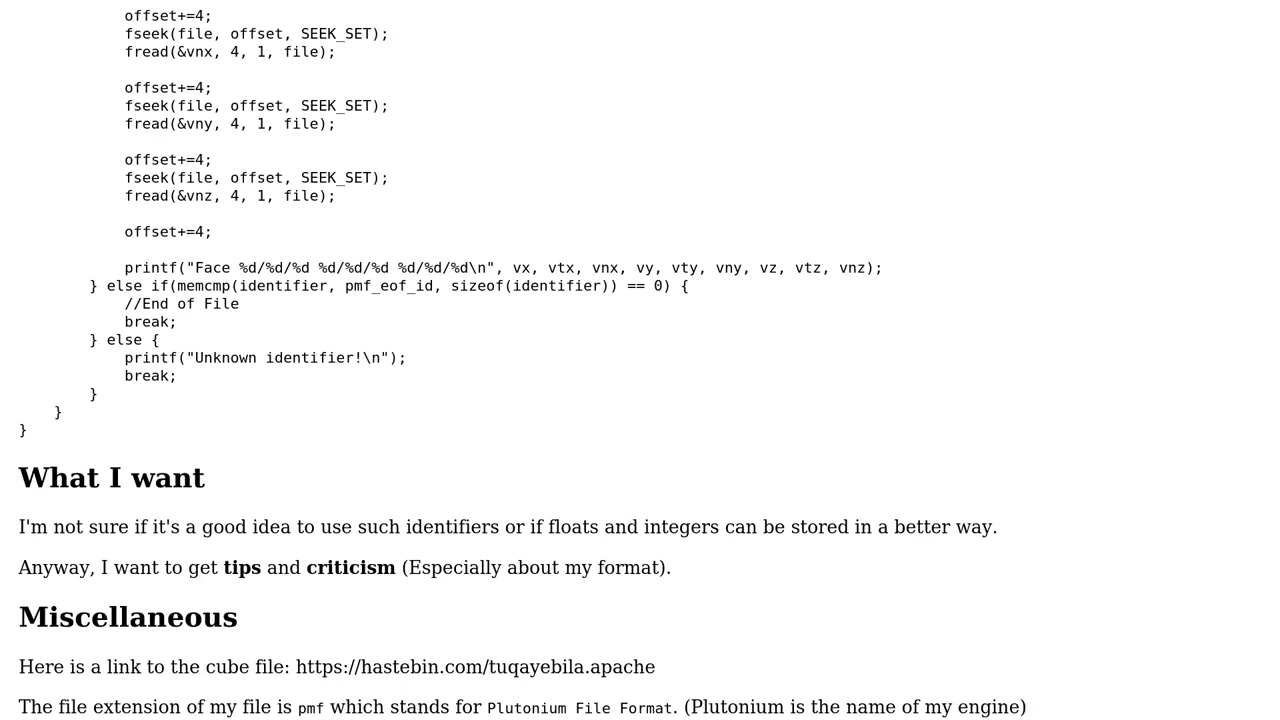 offset+=4;
            fseek(file, offset, SEEK_SET);
            fread(&vnx, 4, 1, file);

            offset+=4;
            fseek(file, offset, SEEK_SET);
            fread(&vny, 4, 1, file);

            offset+=4;
            fseek(file, offset, SEEK_SET);
            fread(&vnz, 4, 1, file);

            offset+=4;

            printf("Face %d/%d/%d %d/%d/%d %d/%d/%d\n", vx, vtx, vnx, vy, vty, vny, vz, vtz, vnz);
        } else if(memcmp(identifier, pmf_eof_id, sizeof(identifier)) == 0) {
            //End of File
            break;
        } else {
            printf("Unknown identifier!\n");
            break;
        }
    }
}
What I want
I'm not sure if it's a good idea to use such identifiers or if floats and integers can be stored in a better way.
Anyway, I want to get tips and criticism (Especially about my format).
Miscellaneous
Here is a link to the cube file: https://hastebin.com/tuqayebila.apache
The file extension of my file is pmf which stands for Plutonium File Format. (Plutonium is the name of my engine)